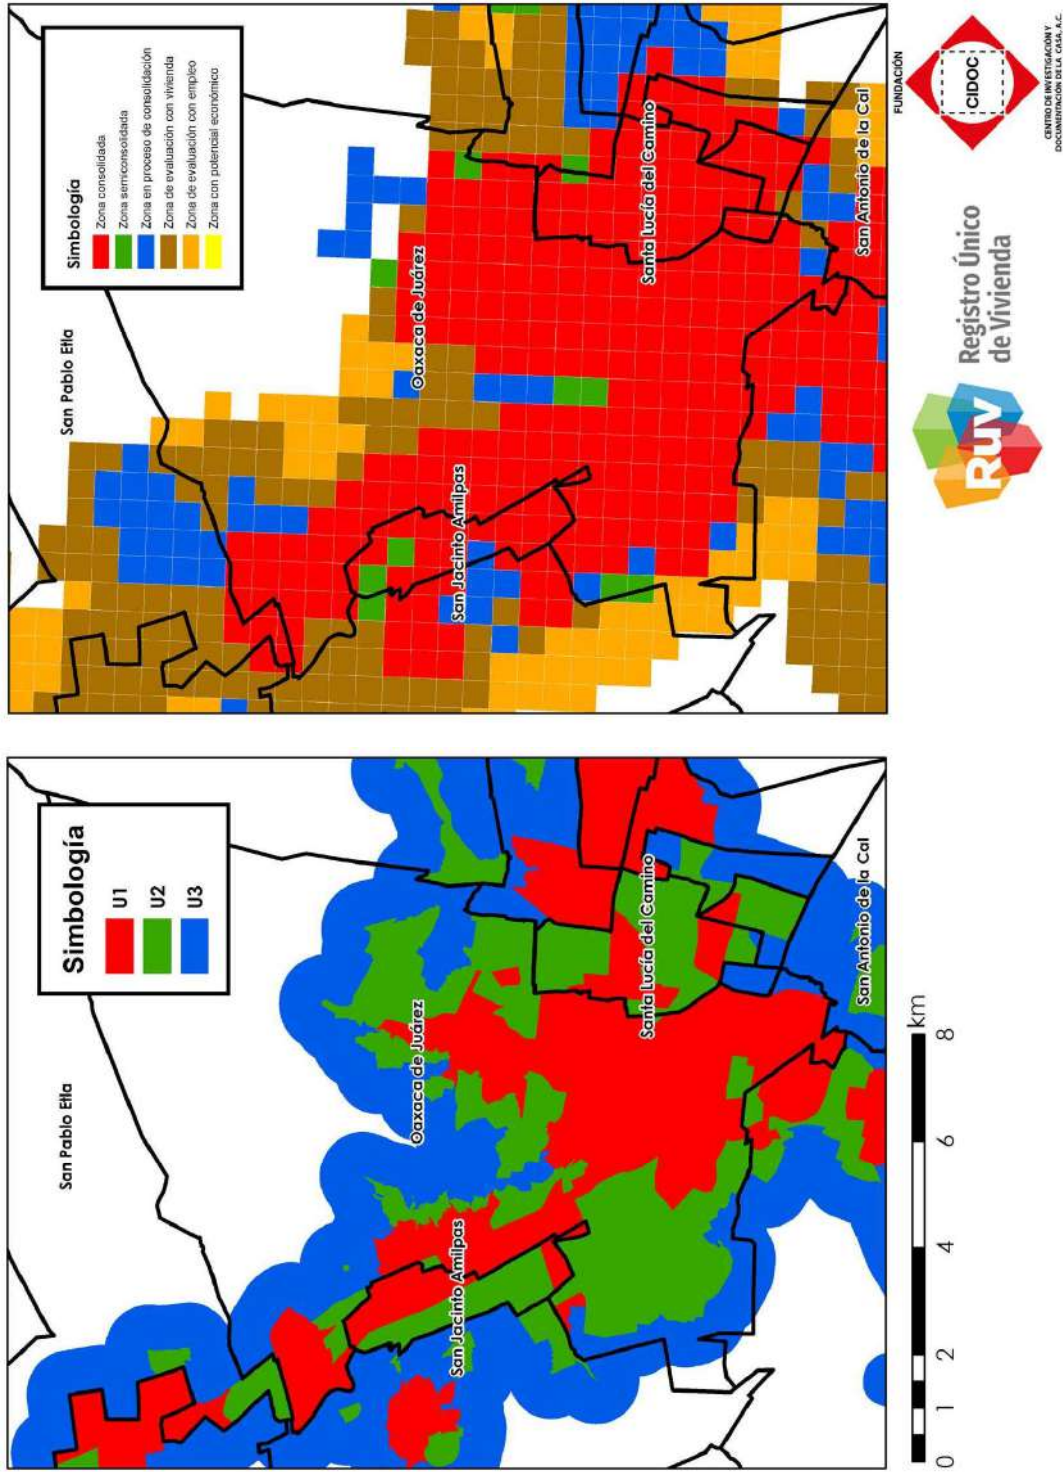 Simbología
U1
U2
U3
San Pablo Etla
Oaxaca de Juárez
San Jacinto Amilpas
Santa Lucía del Camino
San Antonio de la Cal
0 1 2 4 6 8 km
Simbología
Zona consolidada
Zona semiconsolidada
Zona en proceso de consolidación
Zona de evaluación con vivienda
Zona de evaluación con empleo
Zona con potencial económico
San Pablo Etla
Oaxaca de Juárez
San Jacinto Amilpas
Santa Lucía del Camino
San Antonio de la Cal
Ruv
Registro Único
de Vivienda
FUNDACIÓN
CIDOC
CENTRO DE INVESTIGACIÓN Y
DOCUMENTACIÓN DE LA CASA, A.C.